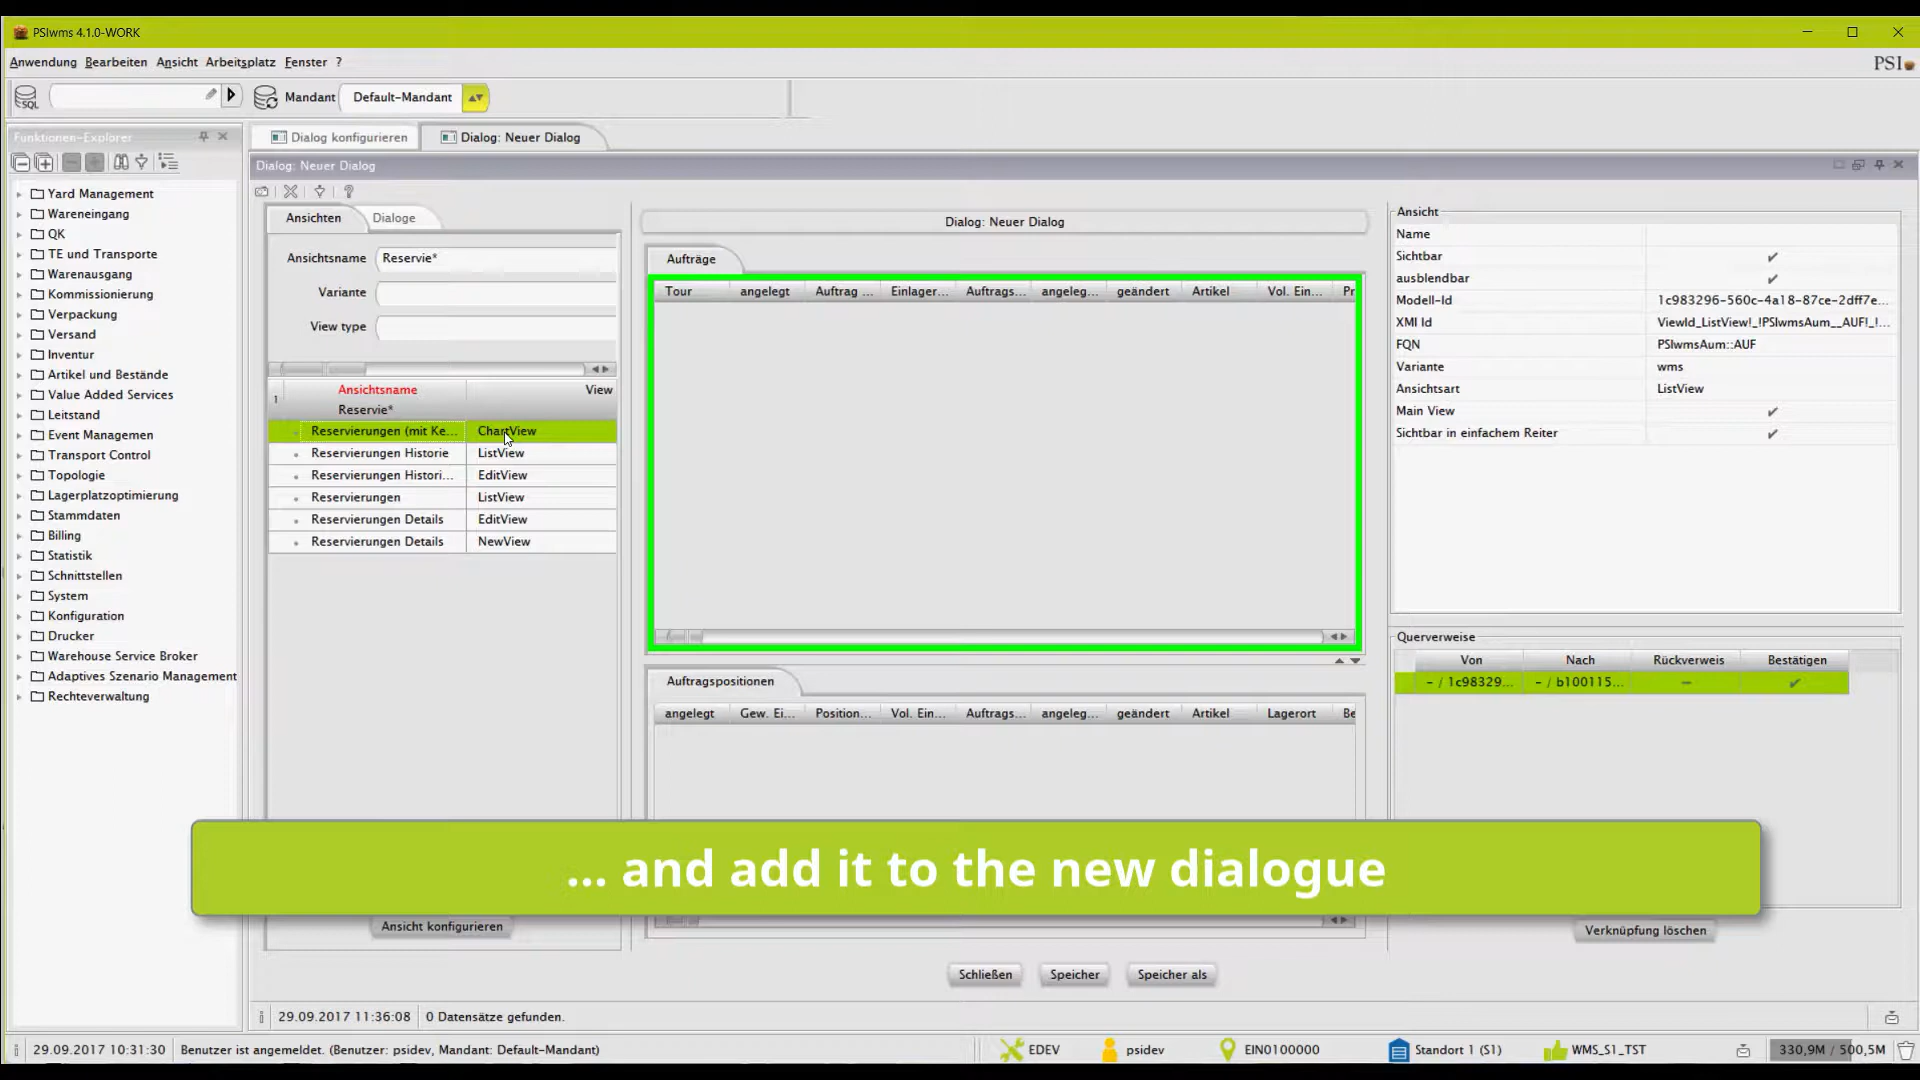 PSIwms 4.1.0-WORK
Anwendung Bearbeiten Ansicht Arbeitsplatz Fenster ?
PSI
SQL Mandant Default-Mandant
Funktionen-Explorer
Dialog konfigurieren
Dialog: Neuer Dialog
Dialog: Neuer Dialog
Yard Management
Wareneingang
QK
TE und Transporte
Warenausgang
Kommissionierung
Verpackung
Versand
Inventur
Artikel und Bestände
Value Added Services
Leitstand
Event Managemen
Transport Control
Topologie
Lagerplatzoptimierung
Stammdaten
Billing
Statistik
Schnittstellen
System
Konfiguration
Drucker
Warehouse Service Broker
Adaptives Szenario Management
Rechteverwaltung
Ansichten Dialoge
Ansichtsname Reservie*
Variante
View type
1 Ansichtsname View
Reservie*
Reservierungen (mit Ke... ChartView
Reservierungen Historie ListView
Reservierungen Histori... EditView
Reservierungen ListView
Reservierungen Details EditView
Reservierungen Details NewView
Ansicht konfigurieren
Dialog: Neuer Dialog
Aufträge
Tour angelegt Auftrag ... Einlager... Auftrags... angeleg... geändert Artikel Vol. Ein... Pr
Auftragspositionen
angelegt Gew. Ei... Position... Vol. Ein... Auftrags... angeleg... geändert Artikel Lagerort Be
Ansicht
Name
Sichtbar ✔
ausblendbar ✔
Modell-Id 1c983296-560c-4a18-87ce-2dff7e...
XMI Id ViewId_ListView!_!PSIwmsAum__AUF!_!...
FQN PSIwmsAum::AUF
Variante wms
Ansichtsart ListView
Main View ✔
Sichtbar in einfachem Reiter ✔
Querverweise
Von Nach Rückverweis Bestätigen
- / 1c98329... - / b100115... — ✔
... and add it to the new dialogue
Verknüpfung löschen
Schließen Speicher Speicher als
29.09.2017 11:36:08 0 Datensätze gefunden.
29.09.2017 10:31:30 Benutzer ist angemeldet. (Benutzer: psidev, Mandant: Default-Mandant) EDEV psidev EIN0100000 Standort 1 (S1) WMS_S1_TST 330,9M / 500,5M